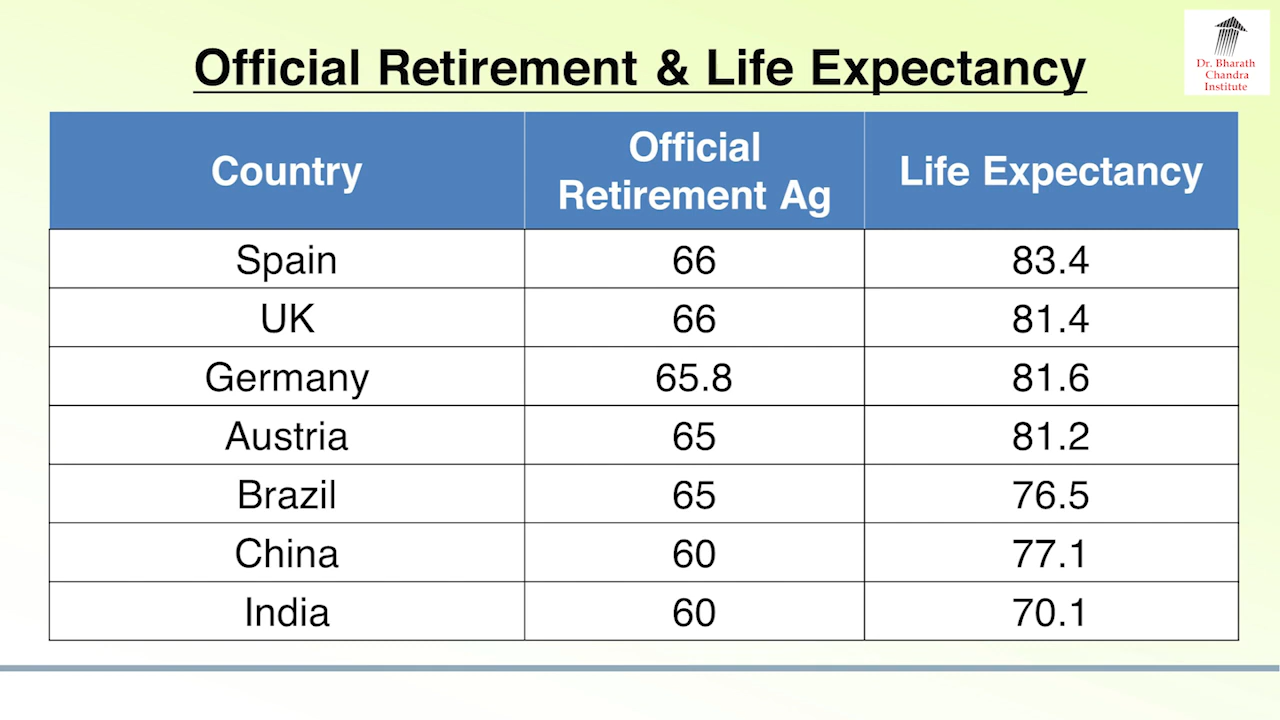 Official Retirement & Life Expectancy
Dr. Bharath
Chandra
Institute
Country
Official
Retirement Ag
Life Expectancy
Spain 66 83.4
UK 66 81.4
Germany 65.8 81.6
Austria 65 81.2
Brazil 65 76.5
China 60 77.1
India 60 70.1